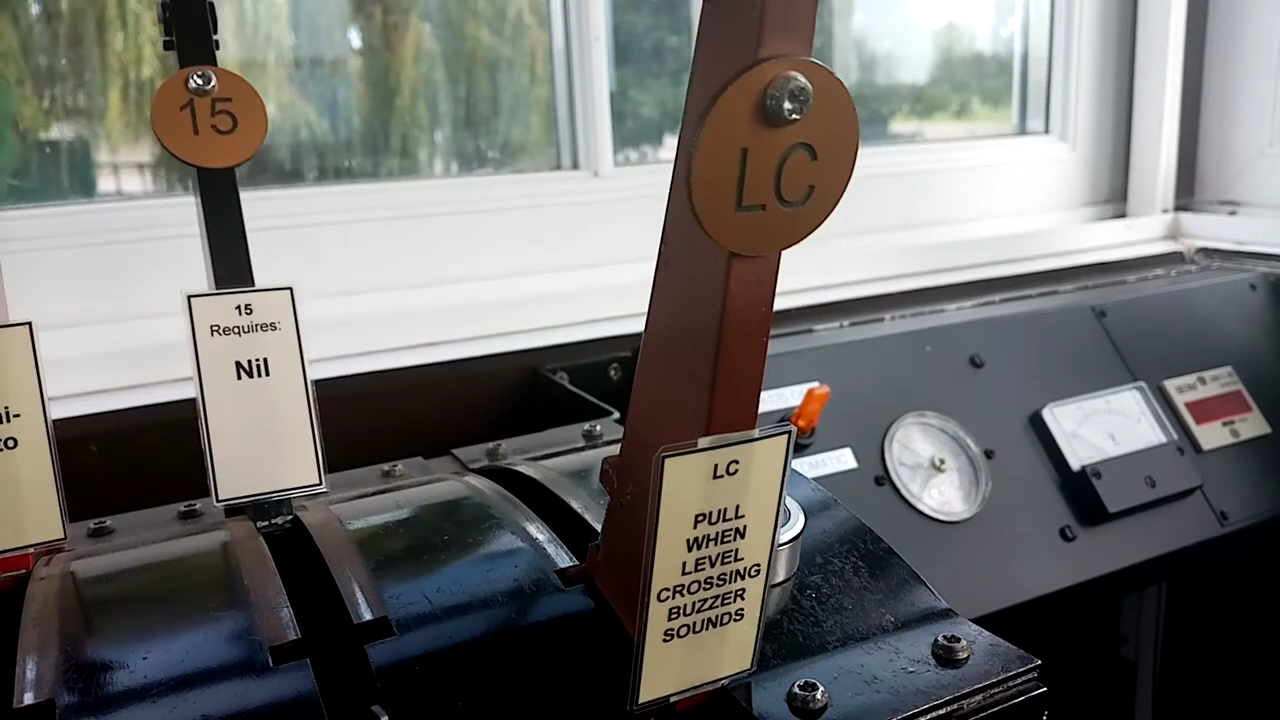 15
LC
15
Requires:
Nil
LC
PULL
WHEN
LEVEL
CROSSING
BUZZER
SOUNDS